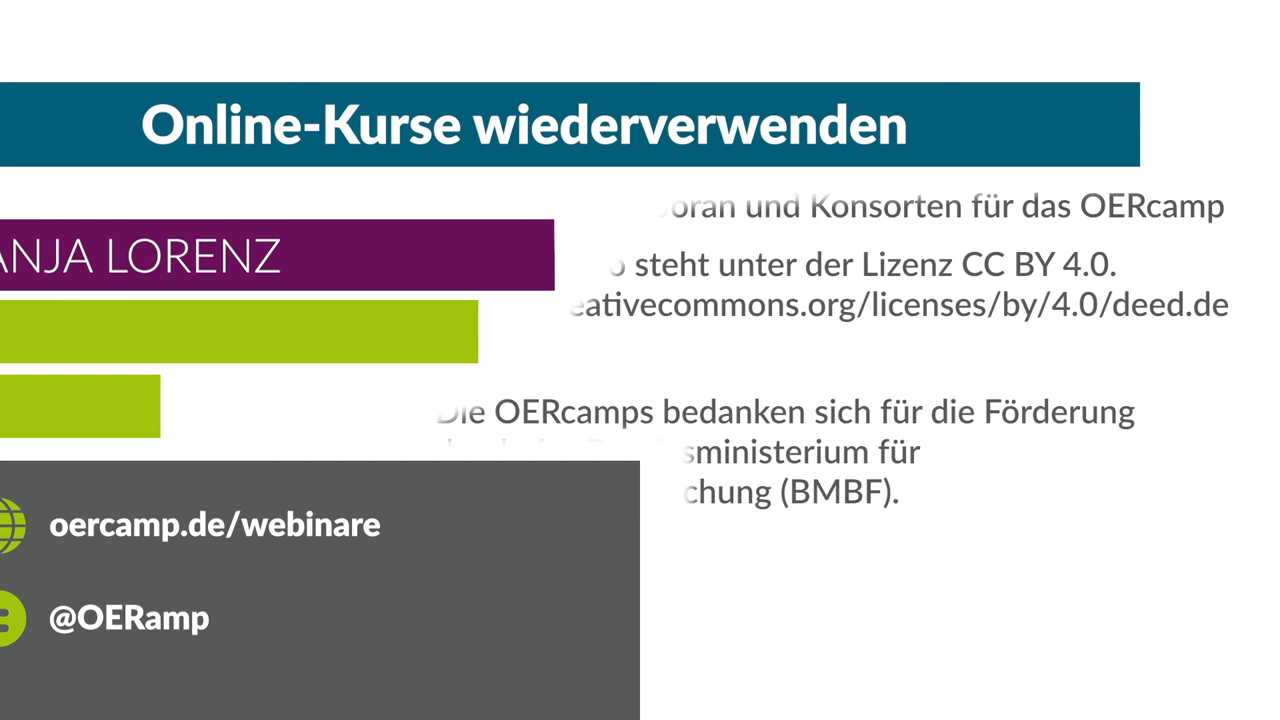 Online-Kurse wiederverwenden
und Konsorten für das OERcamp
LORENZ
steht unter der Lizenz CC BY 4.0.
eativecommons.org/licenses/by/4.0/deed.de
Die OERcamps bedanken sich für die Förderung
sministerium für
chung (BMBF).
oercamp.de/webinare
@OERamp